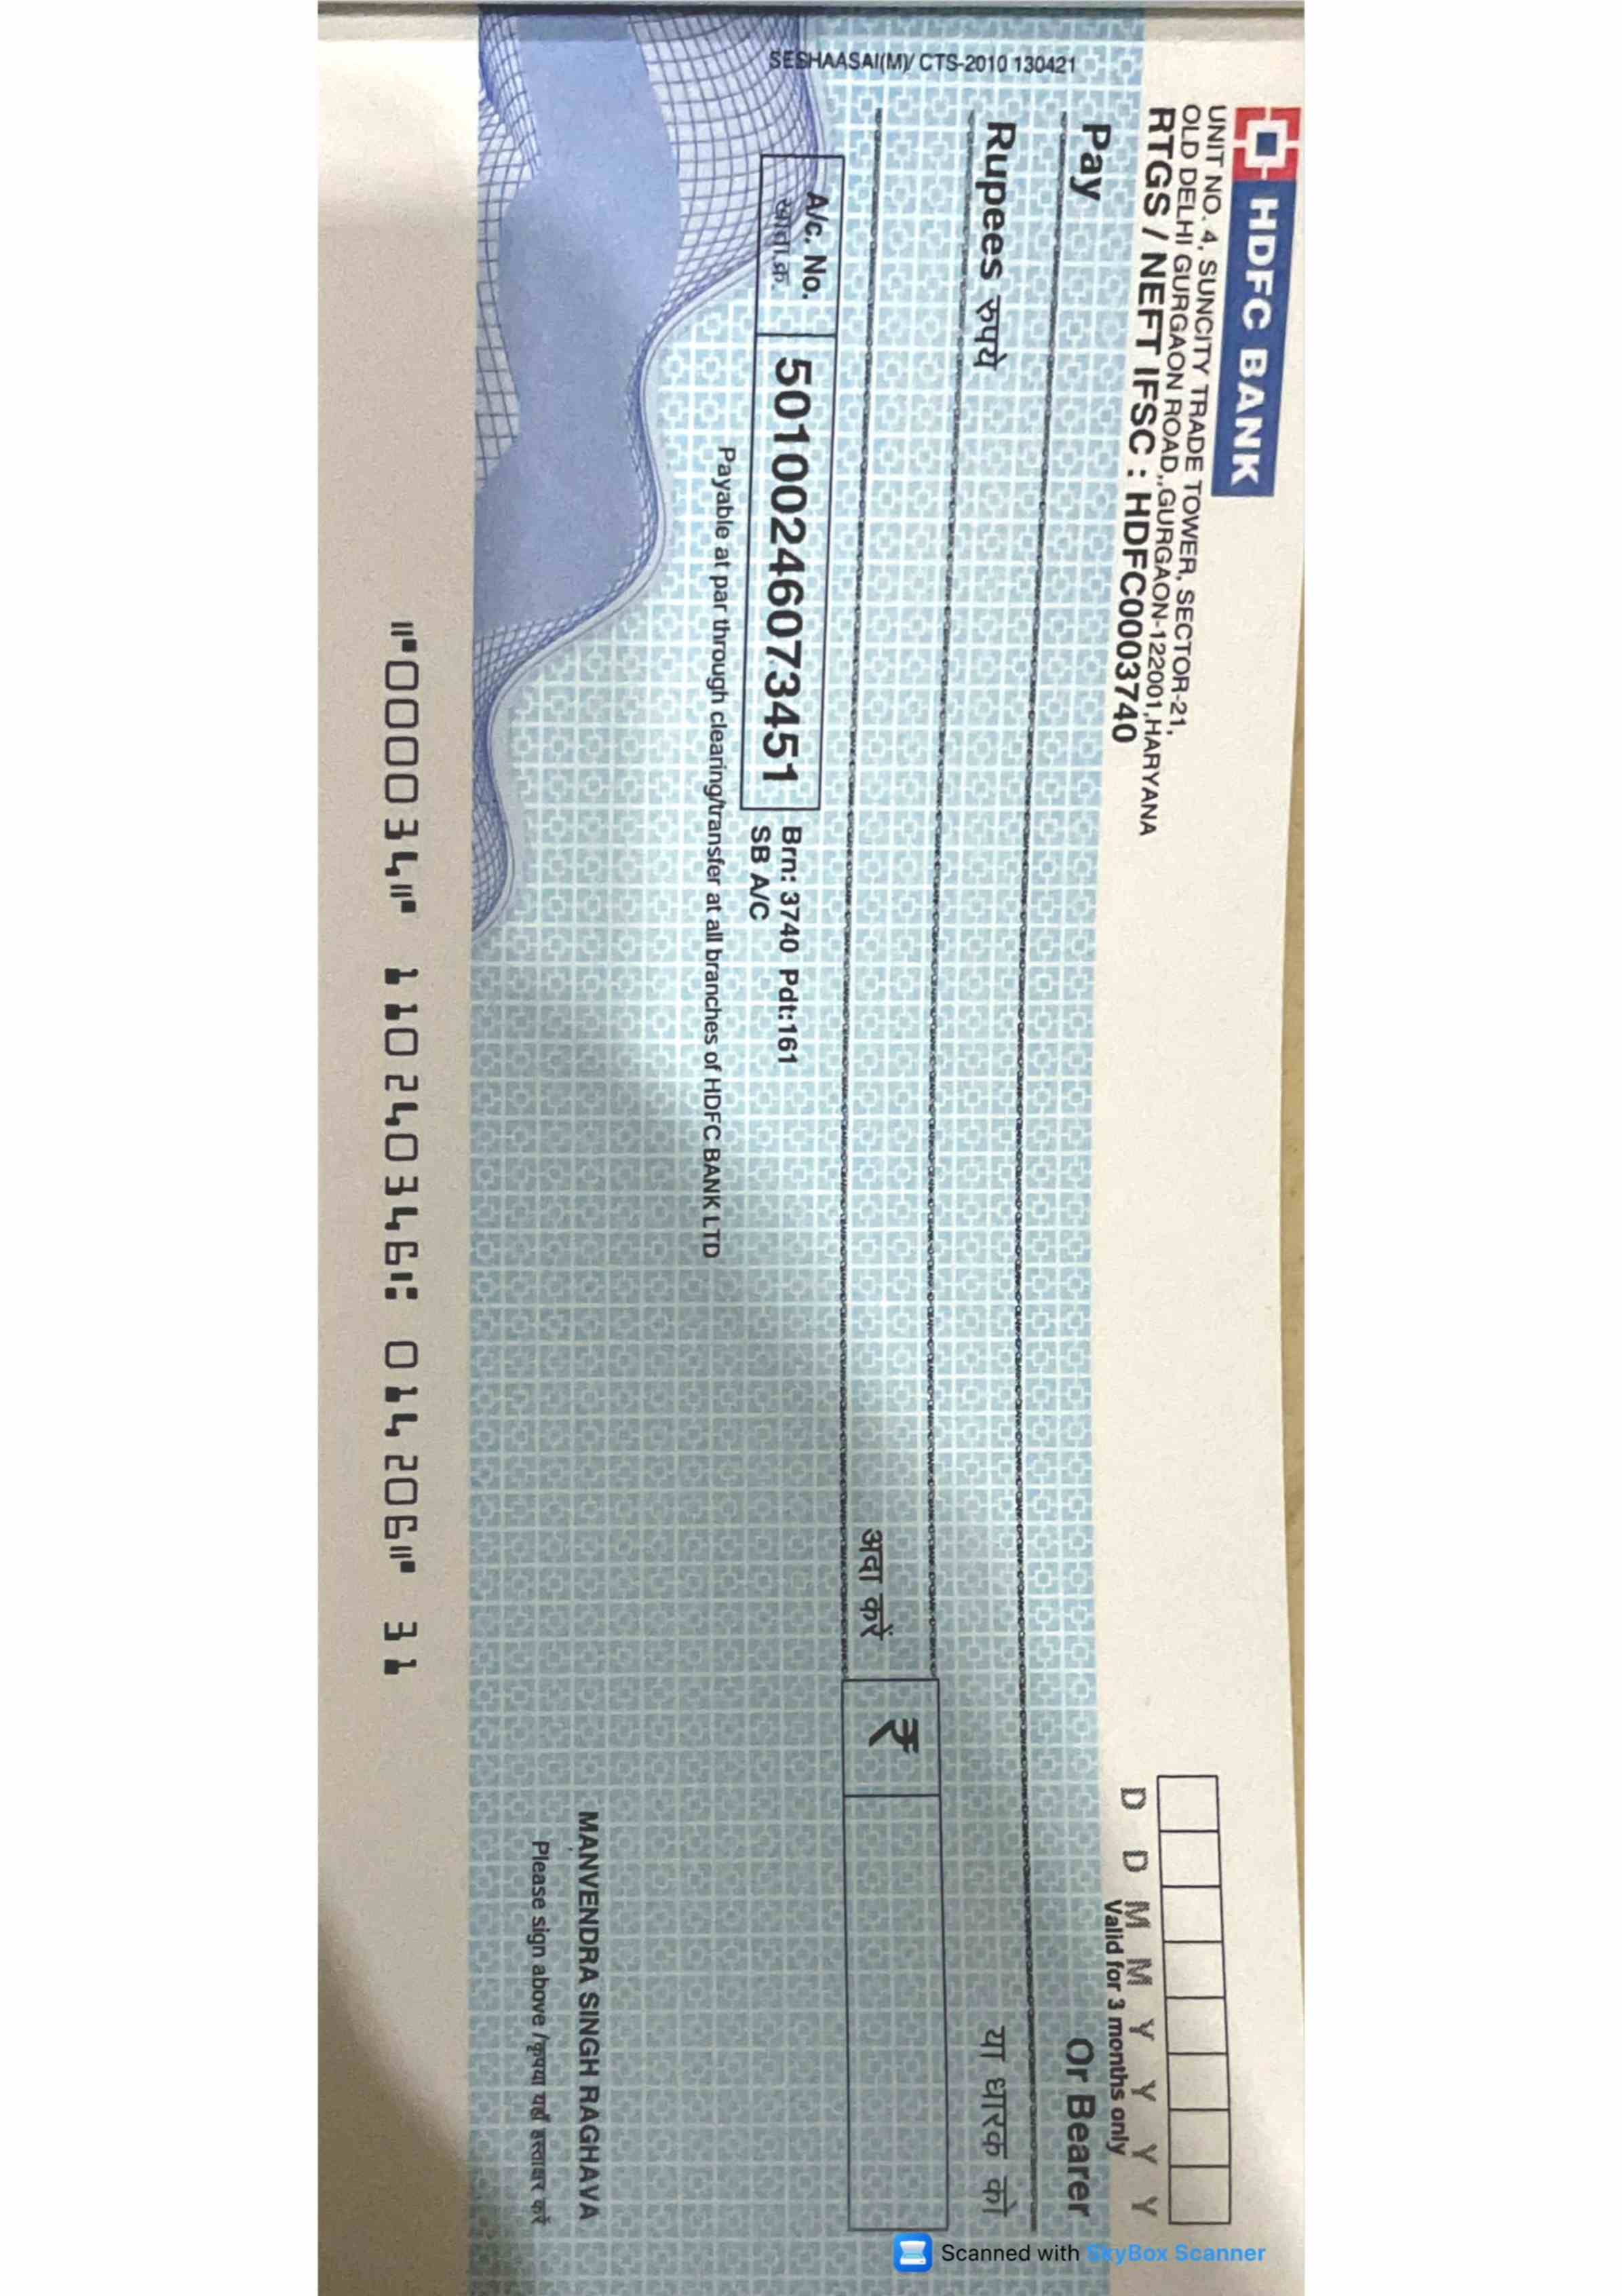 HDFC BANK
UNIT NO. 4, SUNCITY TRADE TOWER, SECTOR-21,
OLD DELHI GURGAON ROAD,,GURGAON-122001,HARYANA
RTGS / NEFT IFSC : HDFC0003740
D D M M Y Y Y Y
Valid for 3 months only
Pay
Or Bearer
या धारक को
Rupees रुपये
अदा करें
₹
A/c. No.
खाता.क्र.
50100246073451
Brn: 3740 Pdt:161
SB A/C
Payable at par through clearing/transfer at all branches of HDFC BANK LTD
MANVENDRA SINGH RAGHAVA
Please sign above /कृपया यहाँ हस्ताक्षर करें
SESHAASAI(M)/ CTS-2010 130421
⑈000034⑈ 110240346⑆ 014206⑈ 31
Scanned with SkyBox Scanner